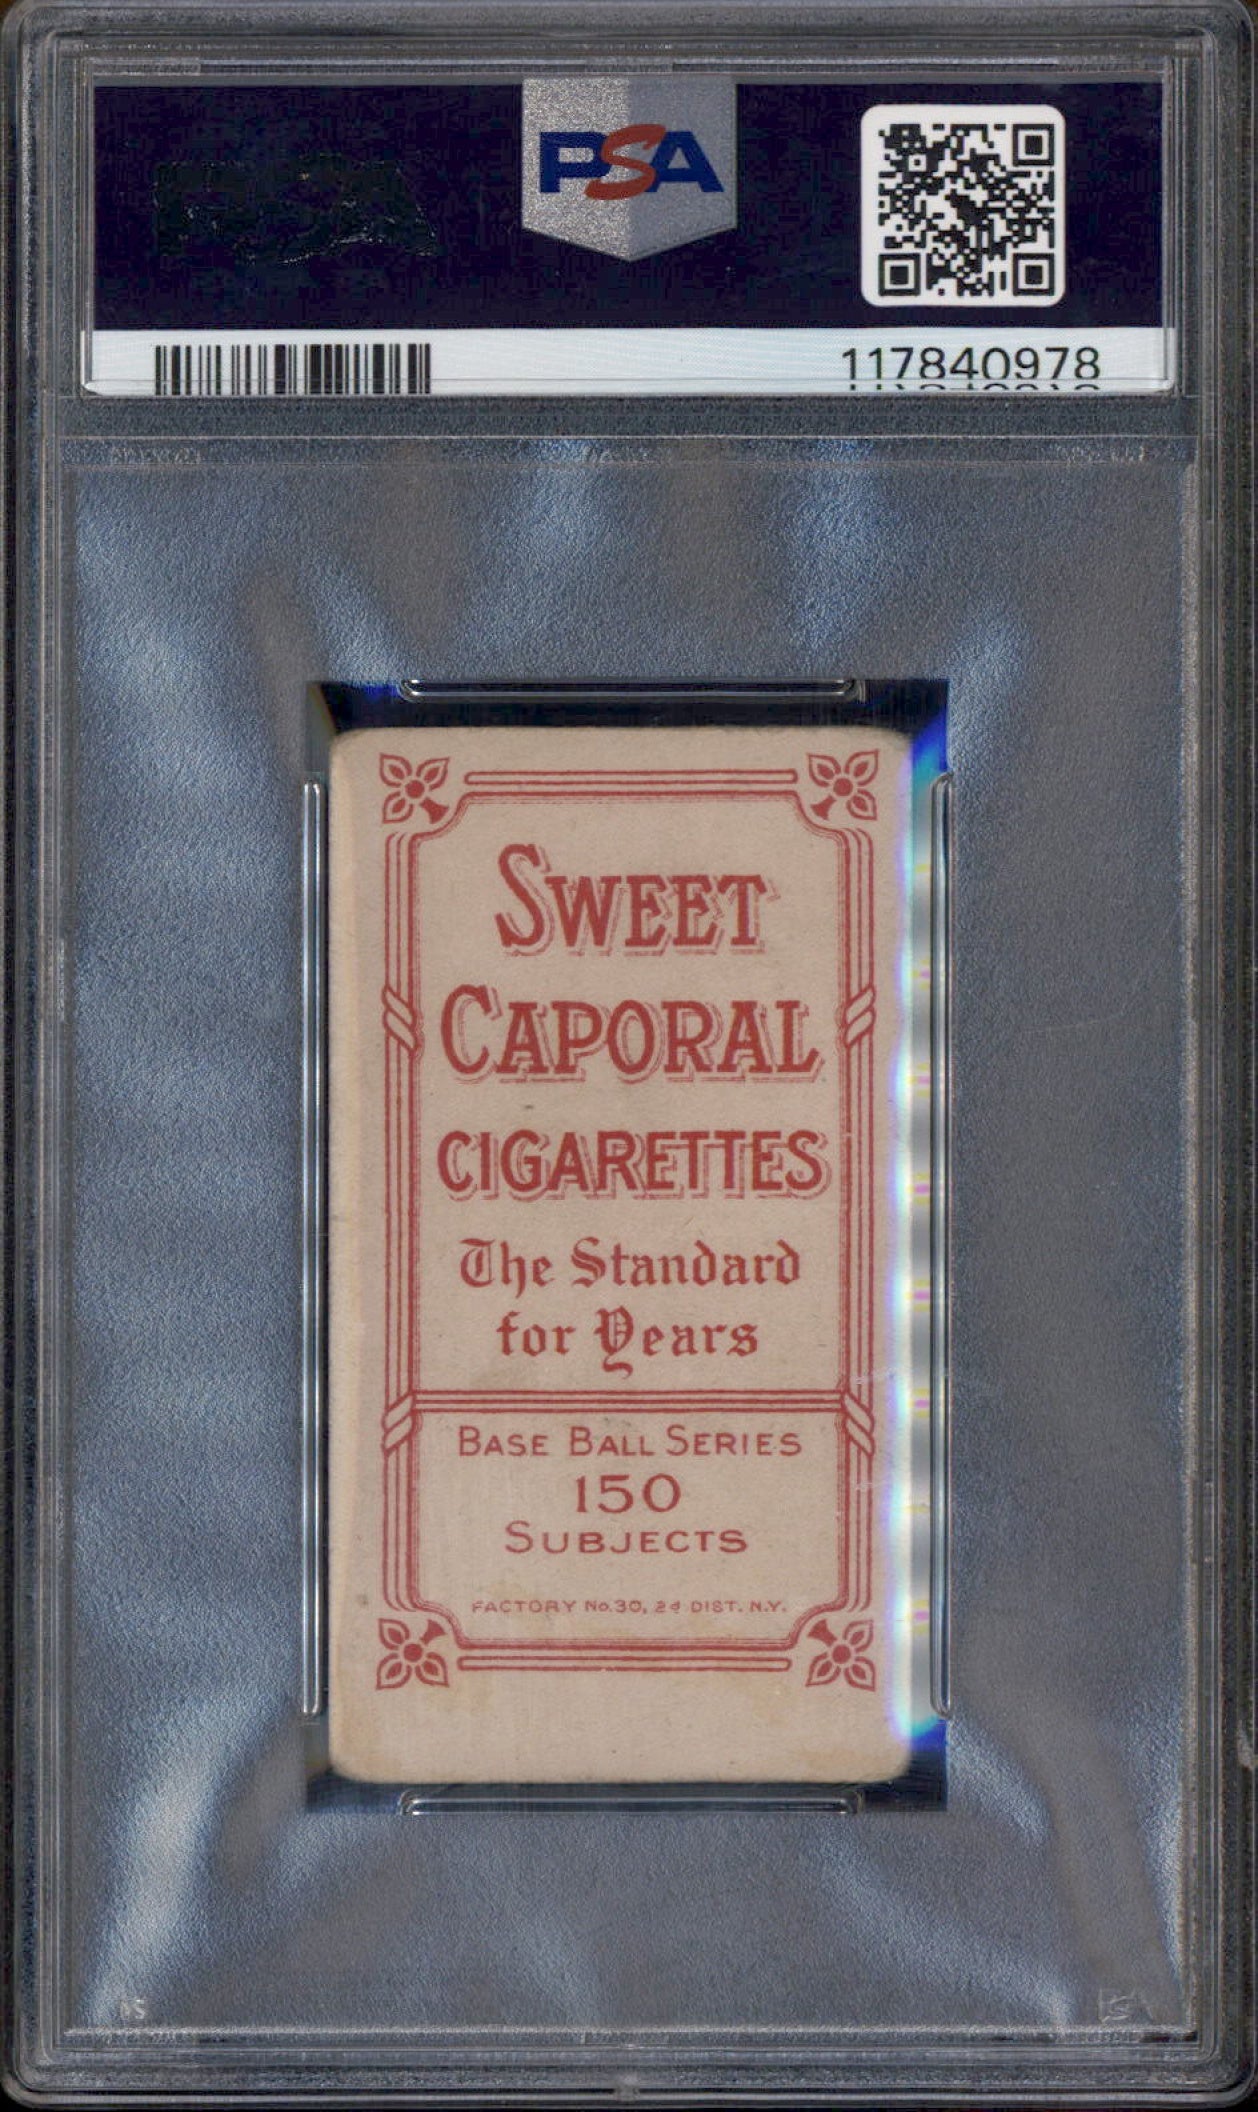 PSA
117840978
SWEET
CAPORAL
CIGARETTES
The Standard
for Years
BASE BALL SERIES
150
SUBJECTS
FACTORY No. 30, 2d DIST. N.Y.